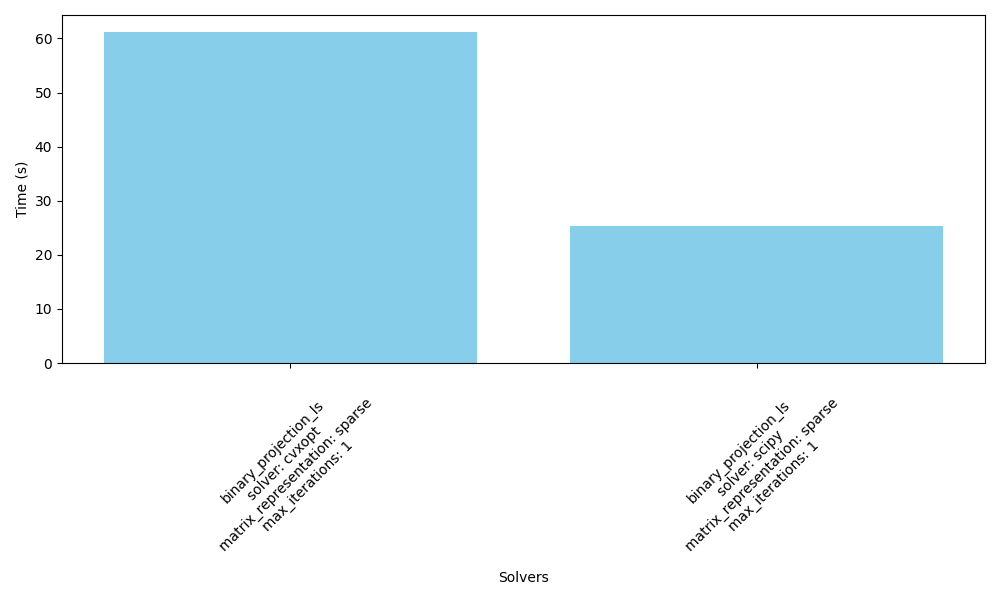 60
50
40
30
20
10
0
Time (s)
binary_projection_ls
solver: cvxopt
matrix_representation: sparse
max_iterations: 1
binary_projection_ls
solver: scipy
matrix_representation: sparse
max_iterations: 1
Solvers